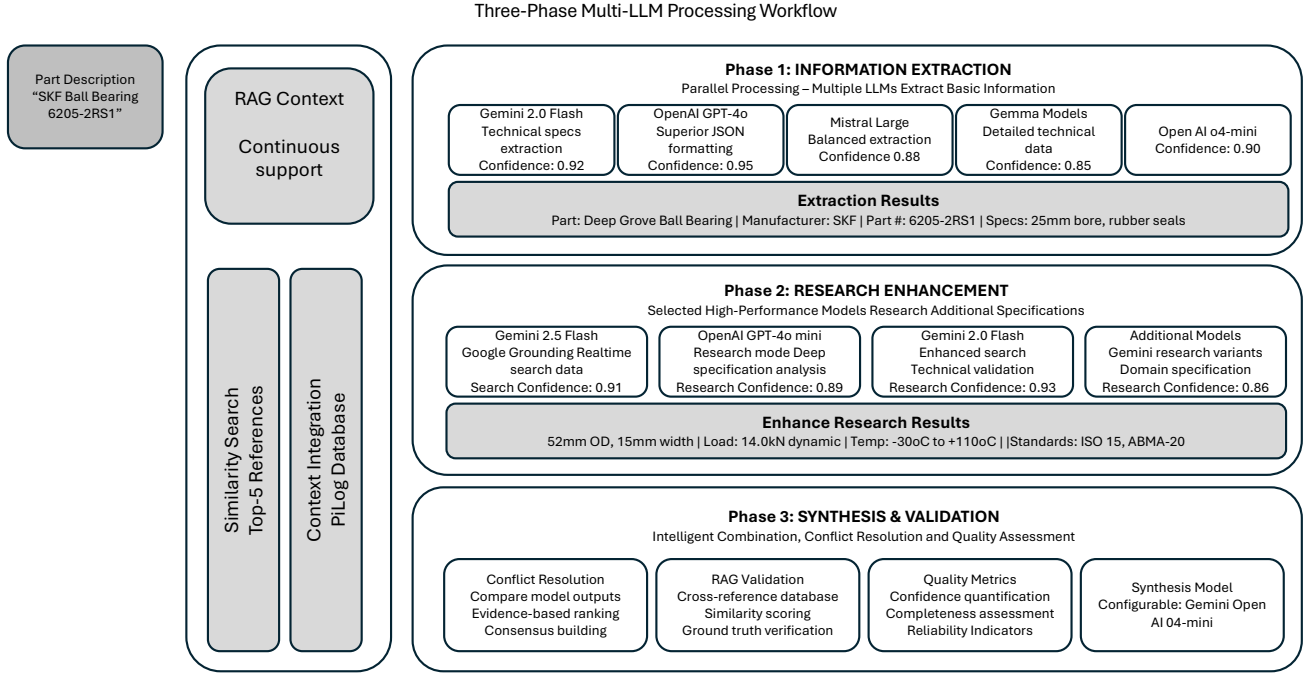 Three-Phase Multi-LLM Processing Workflow
Part Description
“SKF Ball Bearing
6205-2RS1”
RAG Context
Continuous
support
Similarity Search
Top-5 References
Context Integration
PiLog Database
Phase 1: INFORMATION EXTRACTION
Parallel Processing – Multiple LLMs Extract Basic Information
Gemini 2.0 Flash
Technical specs
extraction
Confidence: 0.92
OpenAI GPT-4o
Superior JSON
formatting
Confidence: 0.95
Mistral Large
Balanced extraction
Confidence 0.88
Gemma Models
Detailed technical
data
Confidence: 0.85
Open AI o4-mini
Confidence: 0.90
Extraction Results
Part: Deep Grove Ball Bearing | Manufacturer: SKF | Part #: 6205-2RS1 | Specs: 25mm bore, rubber seals
Phase 2: RESEARCH ENHANCEMENT
Selected High-Performance Models Research Additional Specifications
Gemini 2.5 Flash
Google Grounding Realtime
search data
Search Confidence: 0.91
OpenAI GPT-4o mini
Research mode Deep
specification analysis
Research Confidence: 0.89
Gemini 2.0 Flash
Enhanced search
Technical validation
Research Confidence: 0.93
Additional Models
Gemini research variants
Domain specification
Research Confidence: 0.86
Enhance Research Results
52mm OD, 15mm width | Load: 14.0kN dynamic | Temp: -30oC to +110oC | |Standards: ISO 15, ABMA-20
Phase 3: SYNTHESIS & VALIDATION
Intelligent Combination, Conflict Resolution and Quality Assessment
Conflict Resolution
Compare model outputs
Evidence-based ranking
Consensus building
RAG Validation
Cross-reference database
Similarity scoring
Ground truth verification
Quality Metrics
Confidence quantification
Completeness assessment
Reliability Indicators
Synthesis Model
Configurable: Gemini Open
AI 04-mini